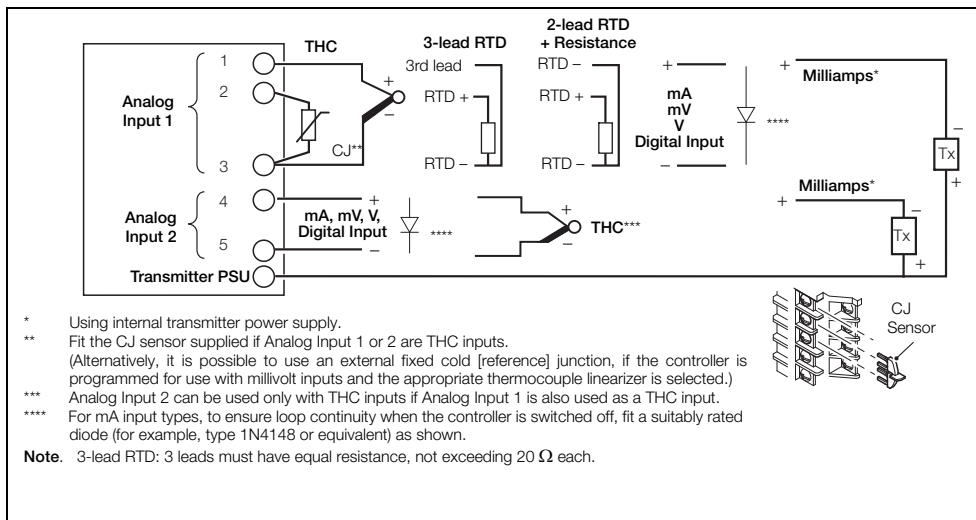 THC
3-lead RTD
2-lead RTD
+ Resistance
Analog
Input 1
1
2
3
+
–
CJ**
3rd lead
RTD +
RTD –
RTD –
RTD +
RTD –
+
mA
mV
V
Digital Input
–
****
+
Milliamps*
–
Tx
+
Analog
Input 2
4
5
+
mA, mV, V,
Digital Input
–
****
+
–
THC***
+
Milliamps*
–
Tx
+
Transmitter PSU
CJ
Sensor
* Using internal transmitter power supply.
** Fit the CJ sensor supplied if Analog Input 1 or 2 are THC inputs.
(Alternatively, it is possible to use an external fixed cold [reference] junction, if the controller is
programmed for use with millivolt inputs and the appropriate thermocouple linearizer is selected.)
*** Analog Input 2 can be used only with THC inputs if Analog Input 1 is also used as a THC input.
**** For mA input types, to ensure loop continuity when the controller is switched off, fit a suitably rated
diode (for example, type 1N4148 or equivalent) as shown.
Note. 3-lead RTD: 3 leads must have equal resistance, not exceeding 20 Ω each.